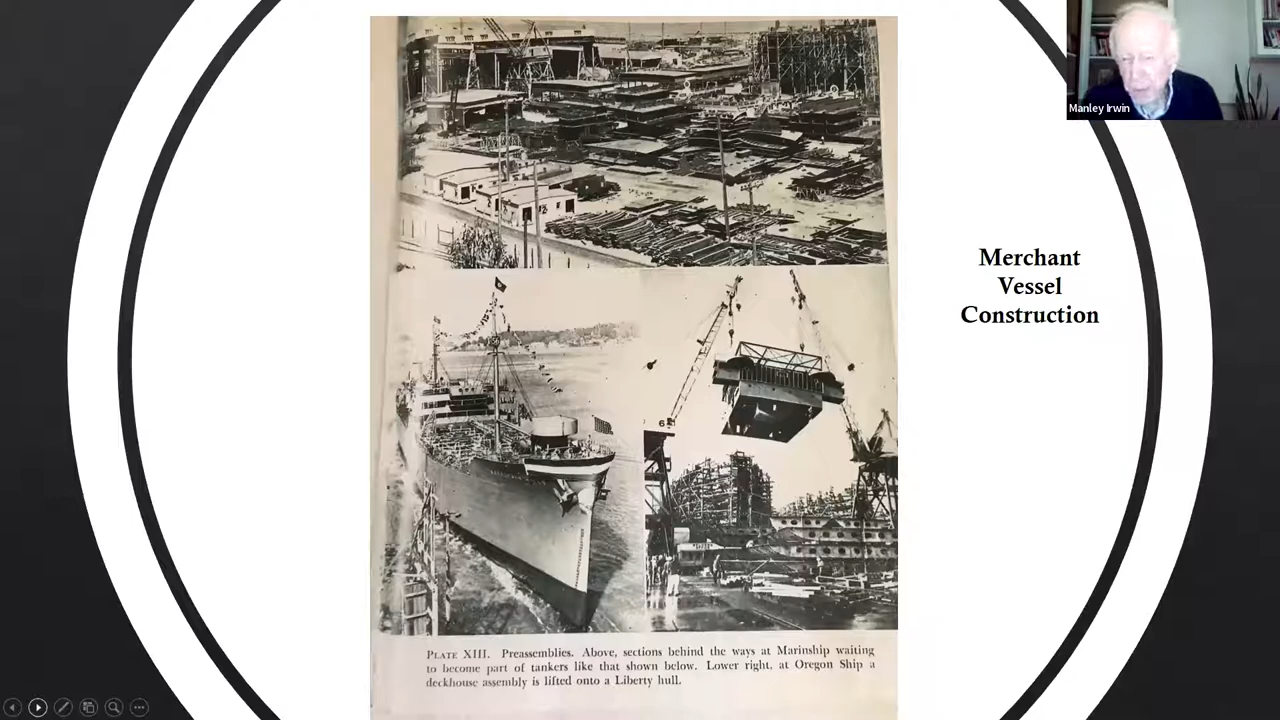 Manley Irwin
Merchant
Vessel
Construction
6
PLATE XIII. Preassemblies. Above, sections behind the ways at Marinship waiting
to become part of tankers like that shown below. Lower right, at Oregon Ship a
deckhouse assembly is lifted onto a Liberty hull.